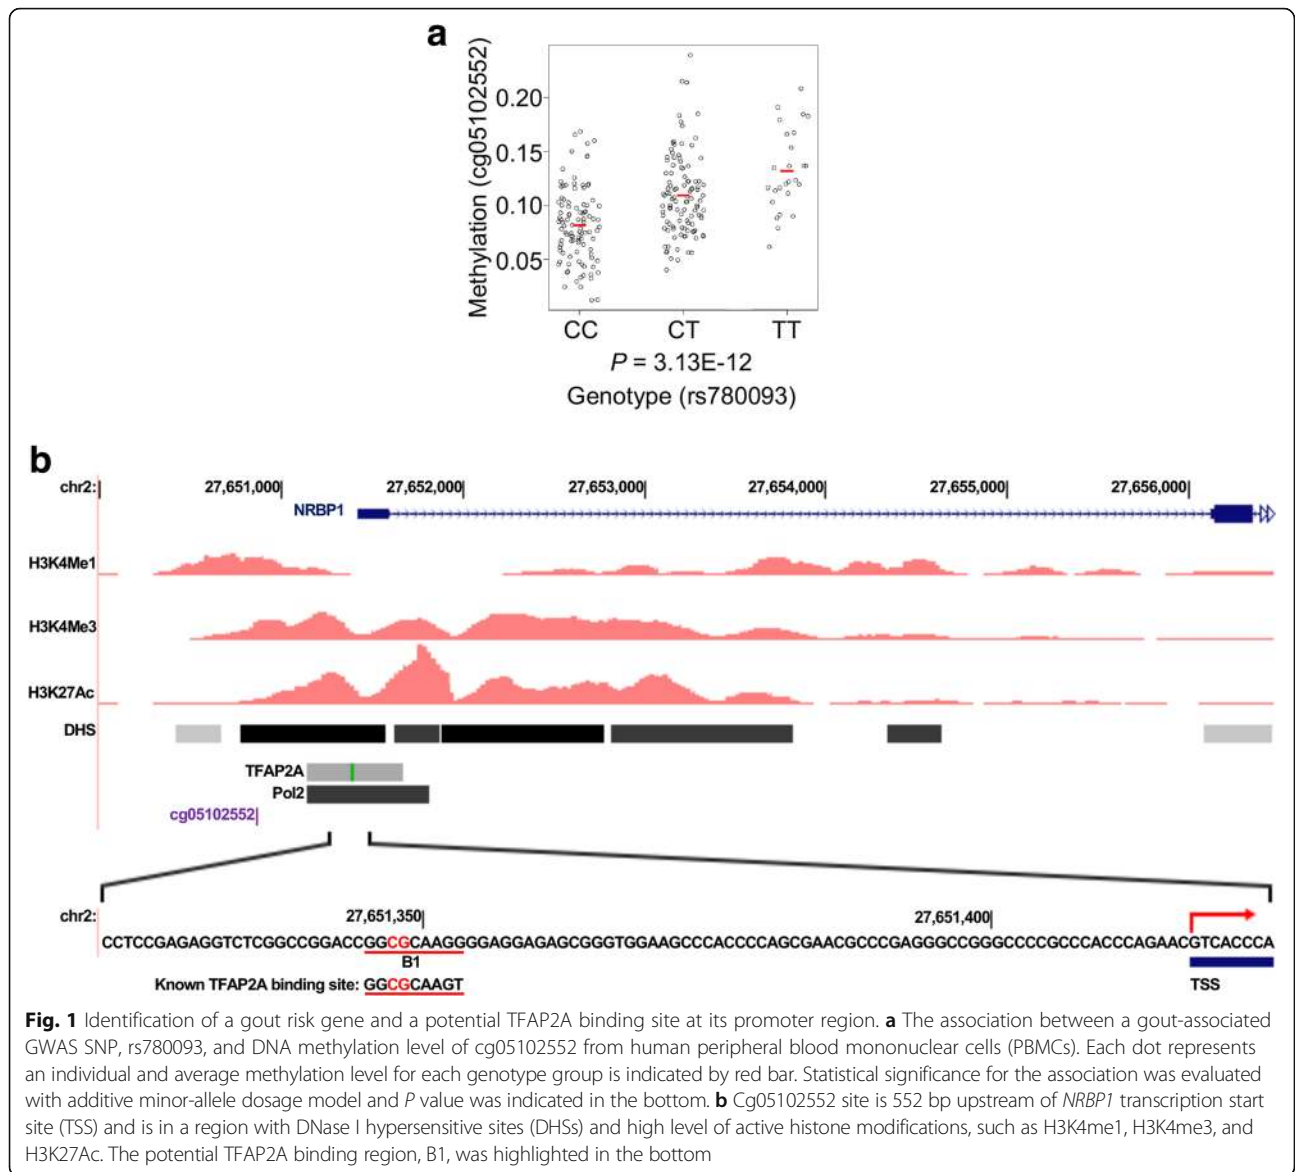 a
Methylation (cg05102552)
0.20
0.15
0.10
0.05
CC CT TT
P = 3.13E-12
Genotype (rs780093)
b
chr2: 27,651,000 27,652,000 27,653,000 27,654,000 27,655,000 27,656,000
NRBP1
H3K4Me1
H3K4Me3
H3K27Ac
DHS
TFAP2A
Pol2
cg05102552
chr2: 27,651,350 27,651,400
CCTCCGAGAGGTCTCGGCCGGACCGGCGCAAGGGGAGGAGAGCGGGTGGAAGCCCACCCCAGCGAACGCCCGAGGGCCGGGCCCCGCCCACCCAGAACGTCACCCA
B1
Known TFAP2A binding site: GGCGCAAGT TSS
Fig. 1 Identification of a gout risk gene and a potential TFAP2A binding site at its promoter region. a The association between a gout-associated
GWAS SNP, rs780093, and DNA methylation level of cg05102552 from human peripheral blood mononuclear cells (PBMCs). Each dot represents
an individual and average methylation level for each genotype group is indicated by red bar. Statistical significance for the association was evaluated
with additive minor-allele dosage model and P value was indicated in the bottom. b Cg05102552 site is 552 bp upstream of NRBP1 transcription start
site (TSS) and is in a region with DNase I hypersensitive sites (DHSs) and high level of active histone modifications, such as H3K4me1, H3K4me3, and
H3K27Ac. The potential TFAP2A binding region, B1, was highlighted in the bottom